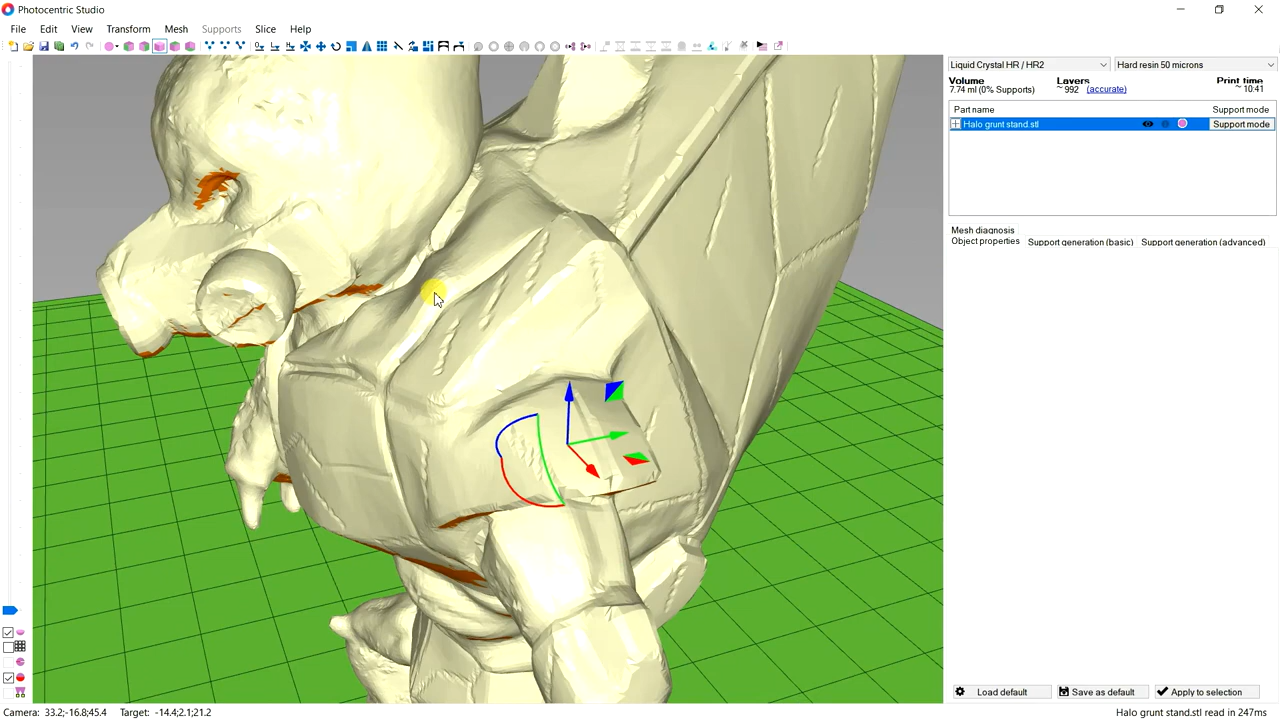 Photocentric Studio
File Edit View Transform Mesh Supports Slice Help
Liquid Crystal HR / HR2 Hard resin 50 microns
Volume Layers Print time
7.74 ml (0% Supports) ~ 992 (accurate) ~ 10:41
Part name Support mode
Halo grunt stand.stl Support mode
Mesh diagnosis
Object properties Support generation (basic) Support generation (advanced)
Load default Save as default Apply to selection
Camera: 33.2;-16.8;45.4 Target: -14.4;2.1;21.2 Halo grunt stand.stl read in 247ms